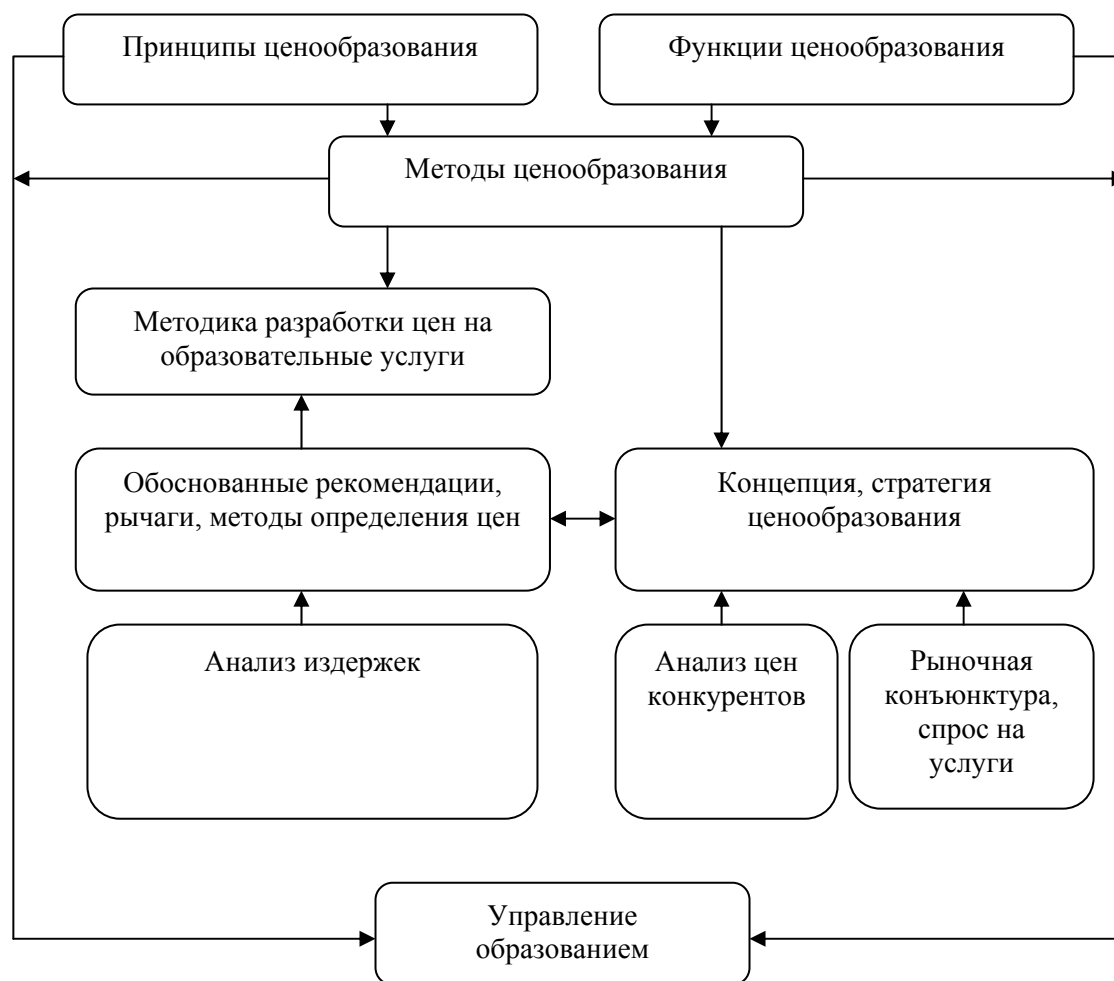 Принципы ценообразования
Функции ценообразования
Методы ценообразования
Методика разработки цен на
образовательные услуги
Обоснованные рекомендации,
рычаги, методы определения цен
Концепция, стратегия
ценообразования
Анализ издержек
Анализ цен
конкурентов
Рыночная
конъюнктура,
спрос на
услуги
Управление
образованием